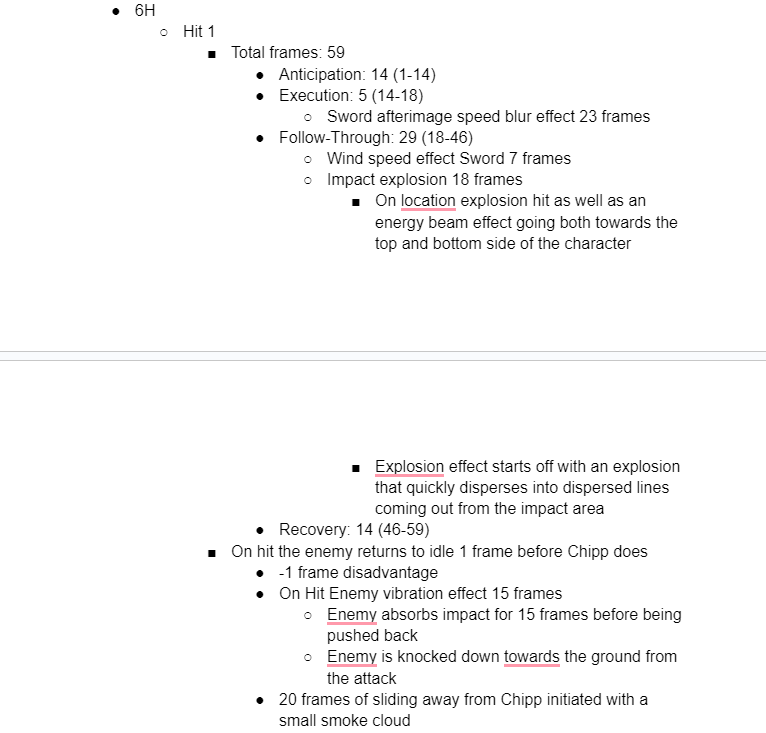 6H
Hit 1
Total frames: 59
Anticipation: 14 (1-14)
Execution: 5 (14-18)
Sword afterimage speed blur effect 23 frames
Follow-Through: 29 (18-46)
Wind speed effect Sword 7 frames
Impact explosion 18 frames
On location explosion hit as well as an
energy beam effect going both towards the
top and bottom side of the character
Explosion effect starts off with an explosion
that quickly disperses into dispersed lines
coming out from the impact area
Recovery: 14 (46-59)
On hit the enemy returns to idle 1 frame before Chipp does
-1 frame disadvantage
On Hit Enemy vibration effect 15 frames
Enemy absorbs impact for 15 frames before being
pushed back
Enemy is knocked down towards the ground from
the attack
20 frames of sliding away from Chipp initiated with a
small smoke cloud